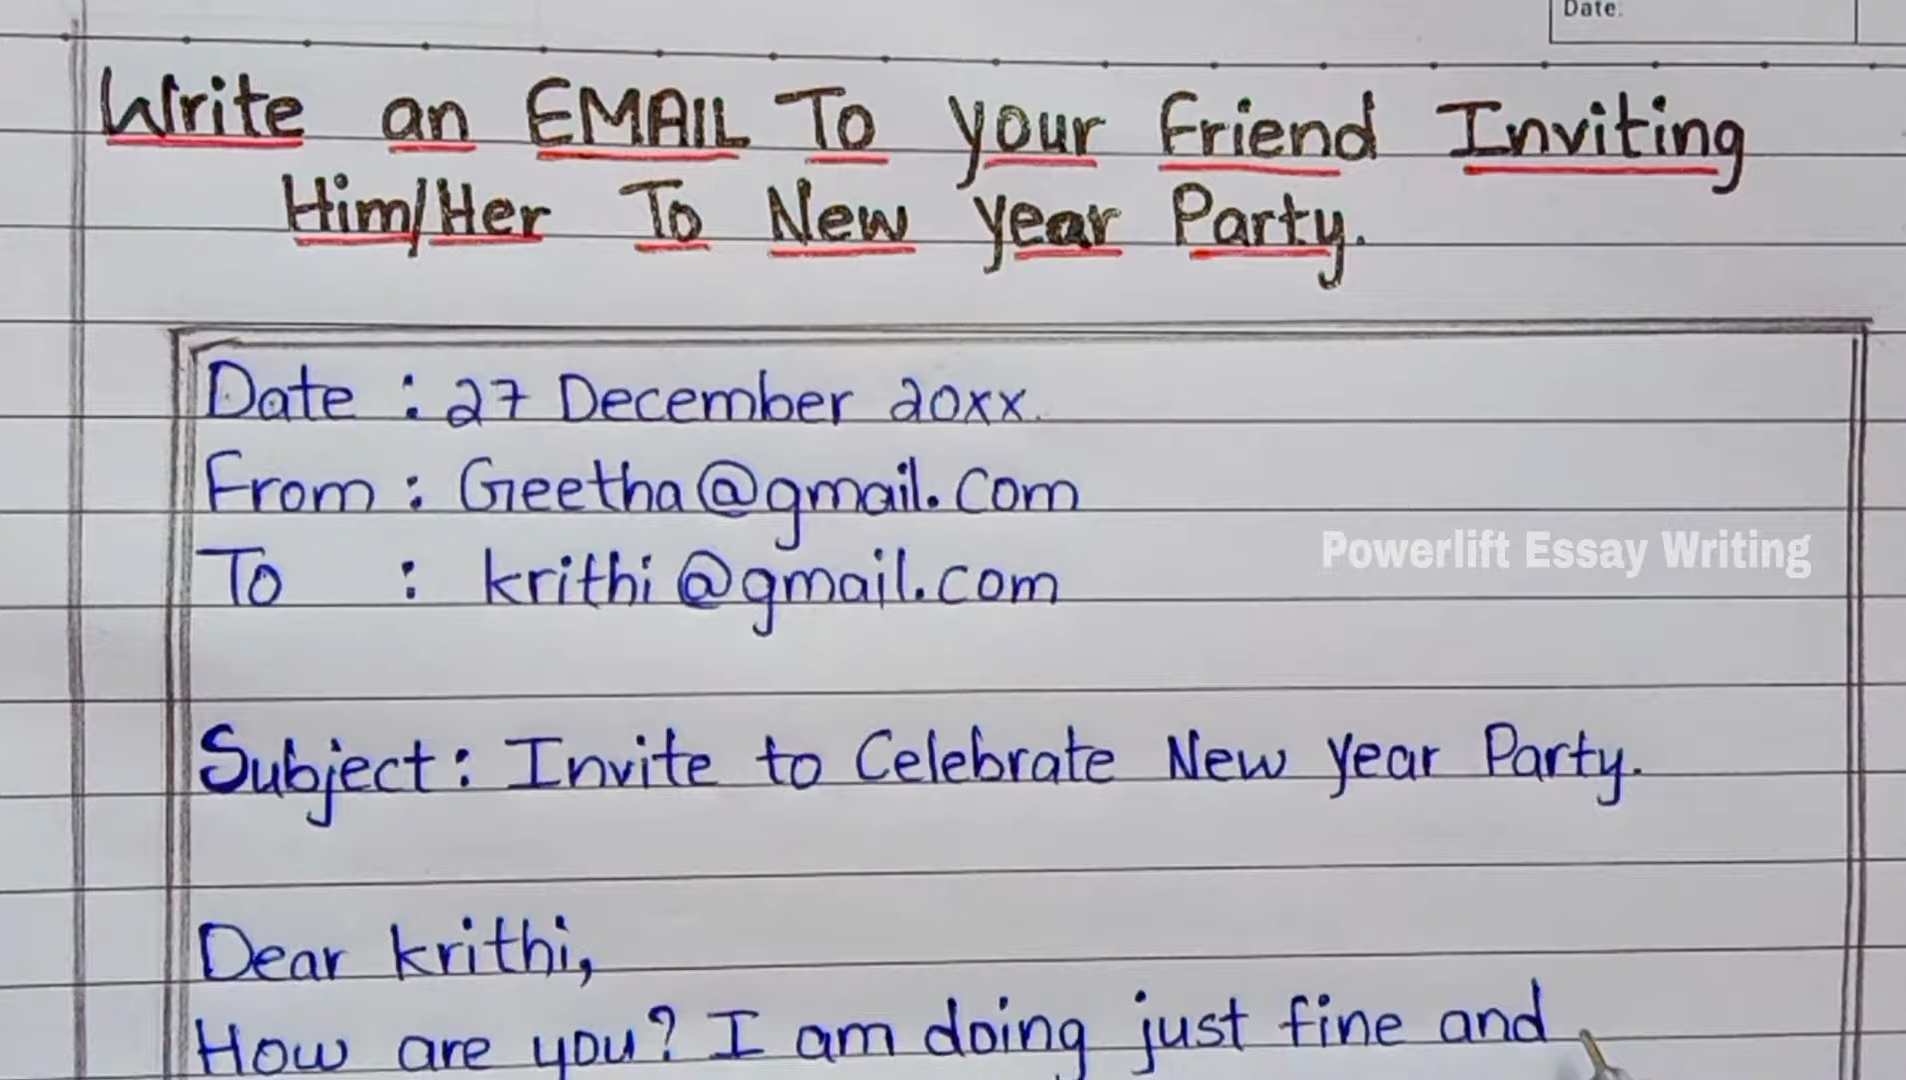 Date:
Write an EMAIL To your Friend Inviting
Him/Her To New year Party.
Date : 27 December 20xx.
From : Geetha@gmail.com
To : krithi@gmail.com
Powerlift Essay Writing
Subject: Invite to Celebrate New year Party.
Dear krithi,
How are you? I am doing just fine and